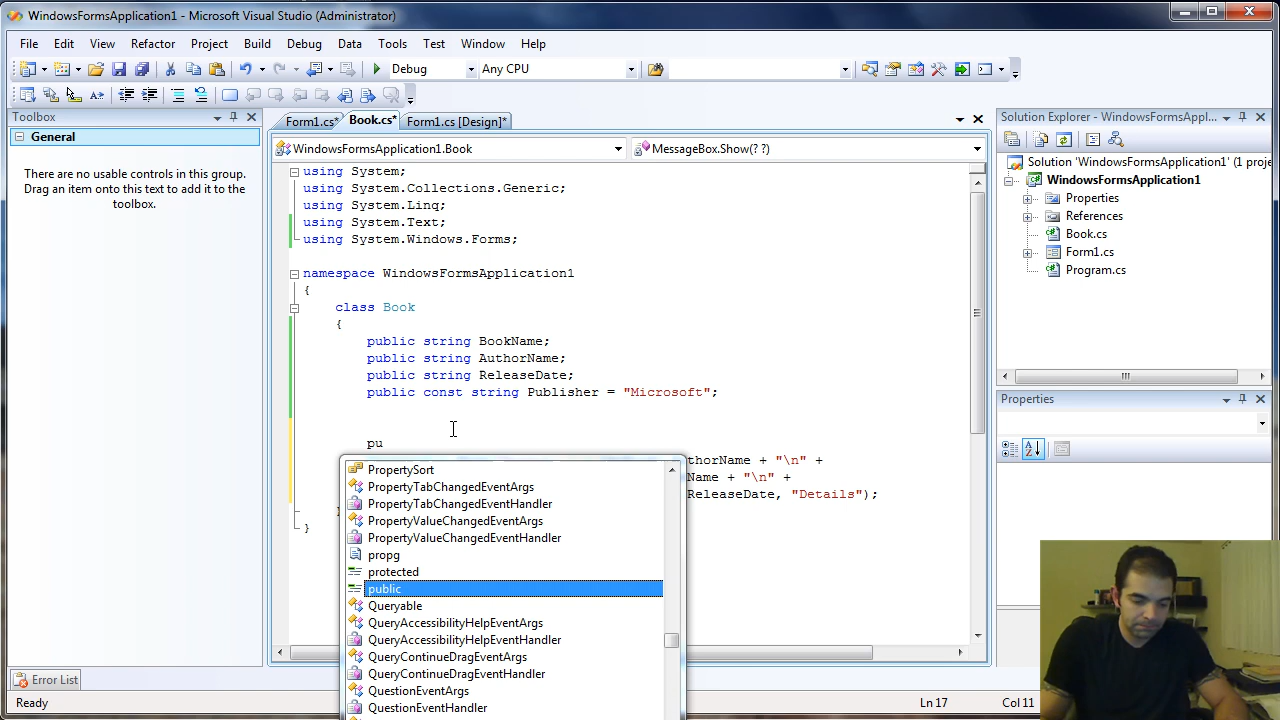 WindowsFormsApplication1 - Microsoft Visual Studio (Administrator)
File Edit View Refactor Project Build Debug Data Tools Test Window Help
Debug Any CPU
Toolbox
General
There are no usable controls in this group.
Drag an item onto this text to add it to the
toolbox.
Form1.cs* Book.cs* Form1.cs [Design]*
WindowsFormsApplication1.Book MessageBox.Show(? ?)
using System;
using System.Collections.Generic;
using System.Linq;
using System.Text;
using System.Windows.Forms;
namespace WindowsFormsApplication1
{
class Book
{
public string BookName;
public string AuthorName;
public string ReleaseDate;
public const string Publisher = "Microsoft";
pu
thorName + "\n" +
Name + "\n" +
ReleaseDate, "Details");
}
PropertySort
PropertyTabChangedEventArgs
PropertyTabChangedEventHandler
PropertyValueChangedEventArgs
PropertyValueChangedEventHandler
propg
protected
public
Queryable
QueryAccessibilityHelpEventArgs
QueryAccessibilityHelpEventHandler
QueryContinueDragEventArgs
QueryContinueDragEventHandler
QuestionEventArgs
QuestionEventHandler
Solution Explorer - WindowsFormsAppl...
Solution 'WindowsFormsApplication1' (1 proje
WindowsFormsApplication1
Properties
References
Book.cs
Form1.cs
Program.cs
Properties
Error List
Ready Ln 17 Col 11